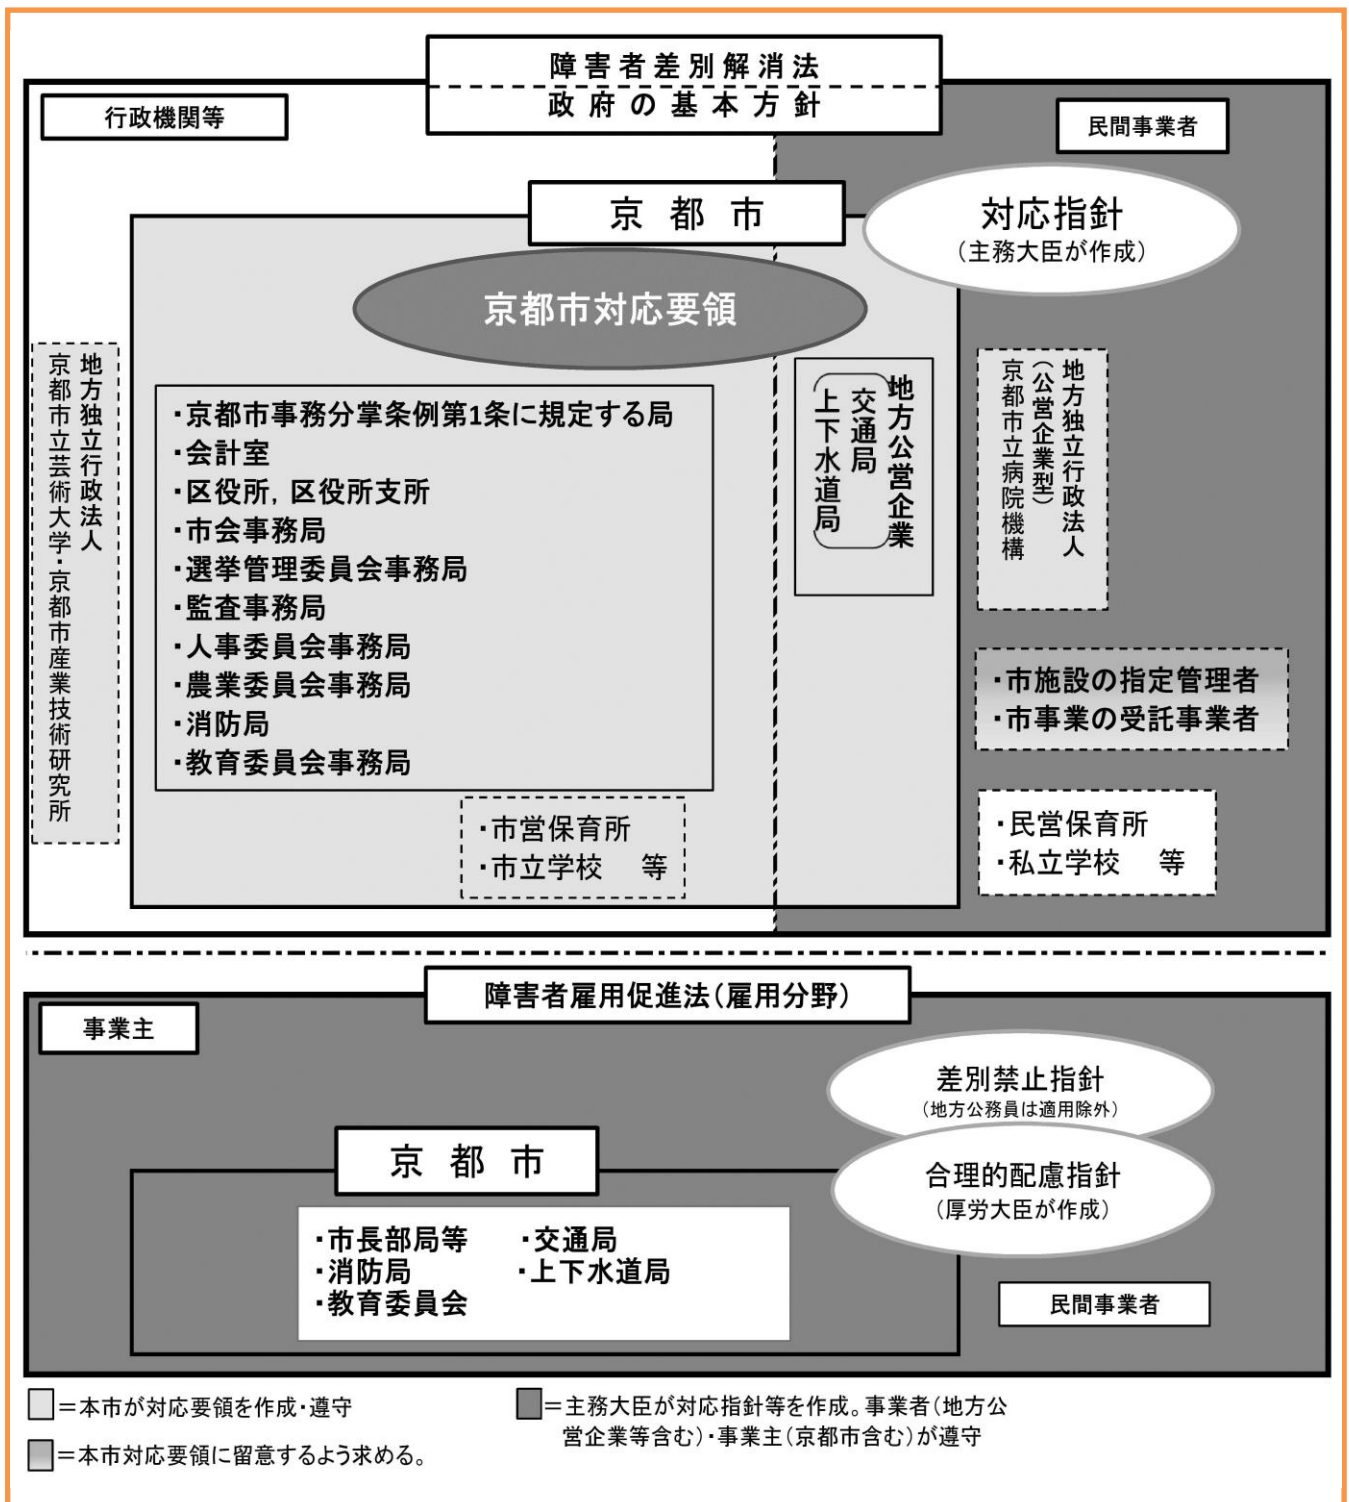 障害者差別解消法
政府の基本方針
行政機関等
民間事業者
京都市
対応指針
（主務大臣が作成）
京都市対応要領
地方独立行政法人
京都市立芸術大学・京都市産業技術研究所
・京都市事務分掌条例第1条に規定する局
・会計室
・区役所，区役所支所
・市会事務局
・選挙管理委員会事務局
・監査事務局
・人事委員会事務局
・農業委員会事務局
・消防局
・教育委員会事務局
地方公営企業
交通局
上下水道局
地方独立行政法人
（公営企業型）
京都市立病院機構
・市施設の指定管理者
・市事業の受託事業者
・市営保育所
・市立学校　等
・民営保育所
・私立学校　等
障害者雇用促進法（雇用分野）
事業主
差別禁止指針
（地方公務員は適用除外）
京都市
合理的配慮指針
（厚労大臣が作成）
・市長部局等
・消防局
・教育委員会
・交通局
・上下水道局
民間事業者
＝本市が対応要領を作成・遵守
＝本市対応要領に留意するよう求める。
＝主務大臣が対応指針等を作成。事業者（地方公
営企業等含む）・事業主（京都市含む）が遵守